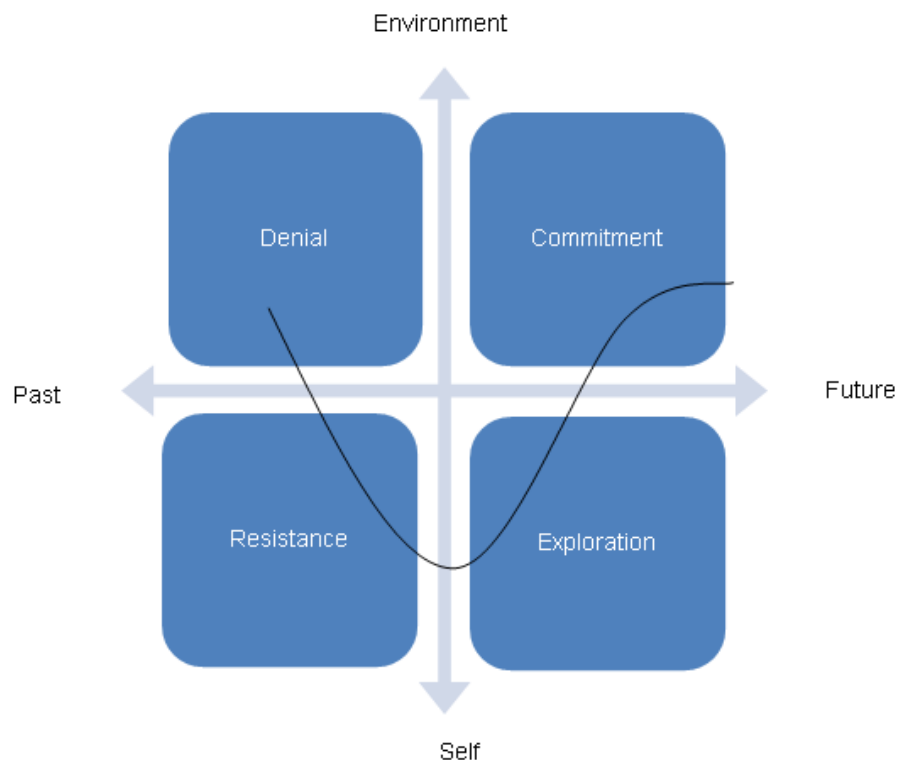 Environment
Denial
Commitment
Past
Future
Resistance
Exploration
Self